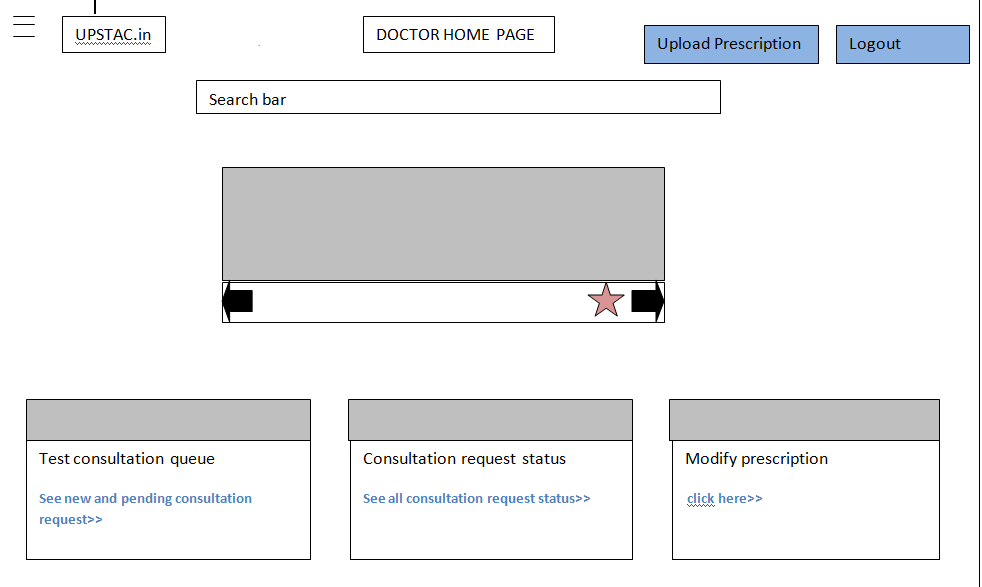 UPSTAC.in
DOCTOR HOME PAGE
Upload Prescription
Logout
Search bar
Test consultation queue
See new and pending consultation
request>>
Consultation request status
See all consultation request status>>
Modify prescription
click here>>